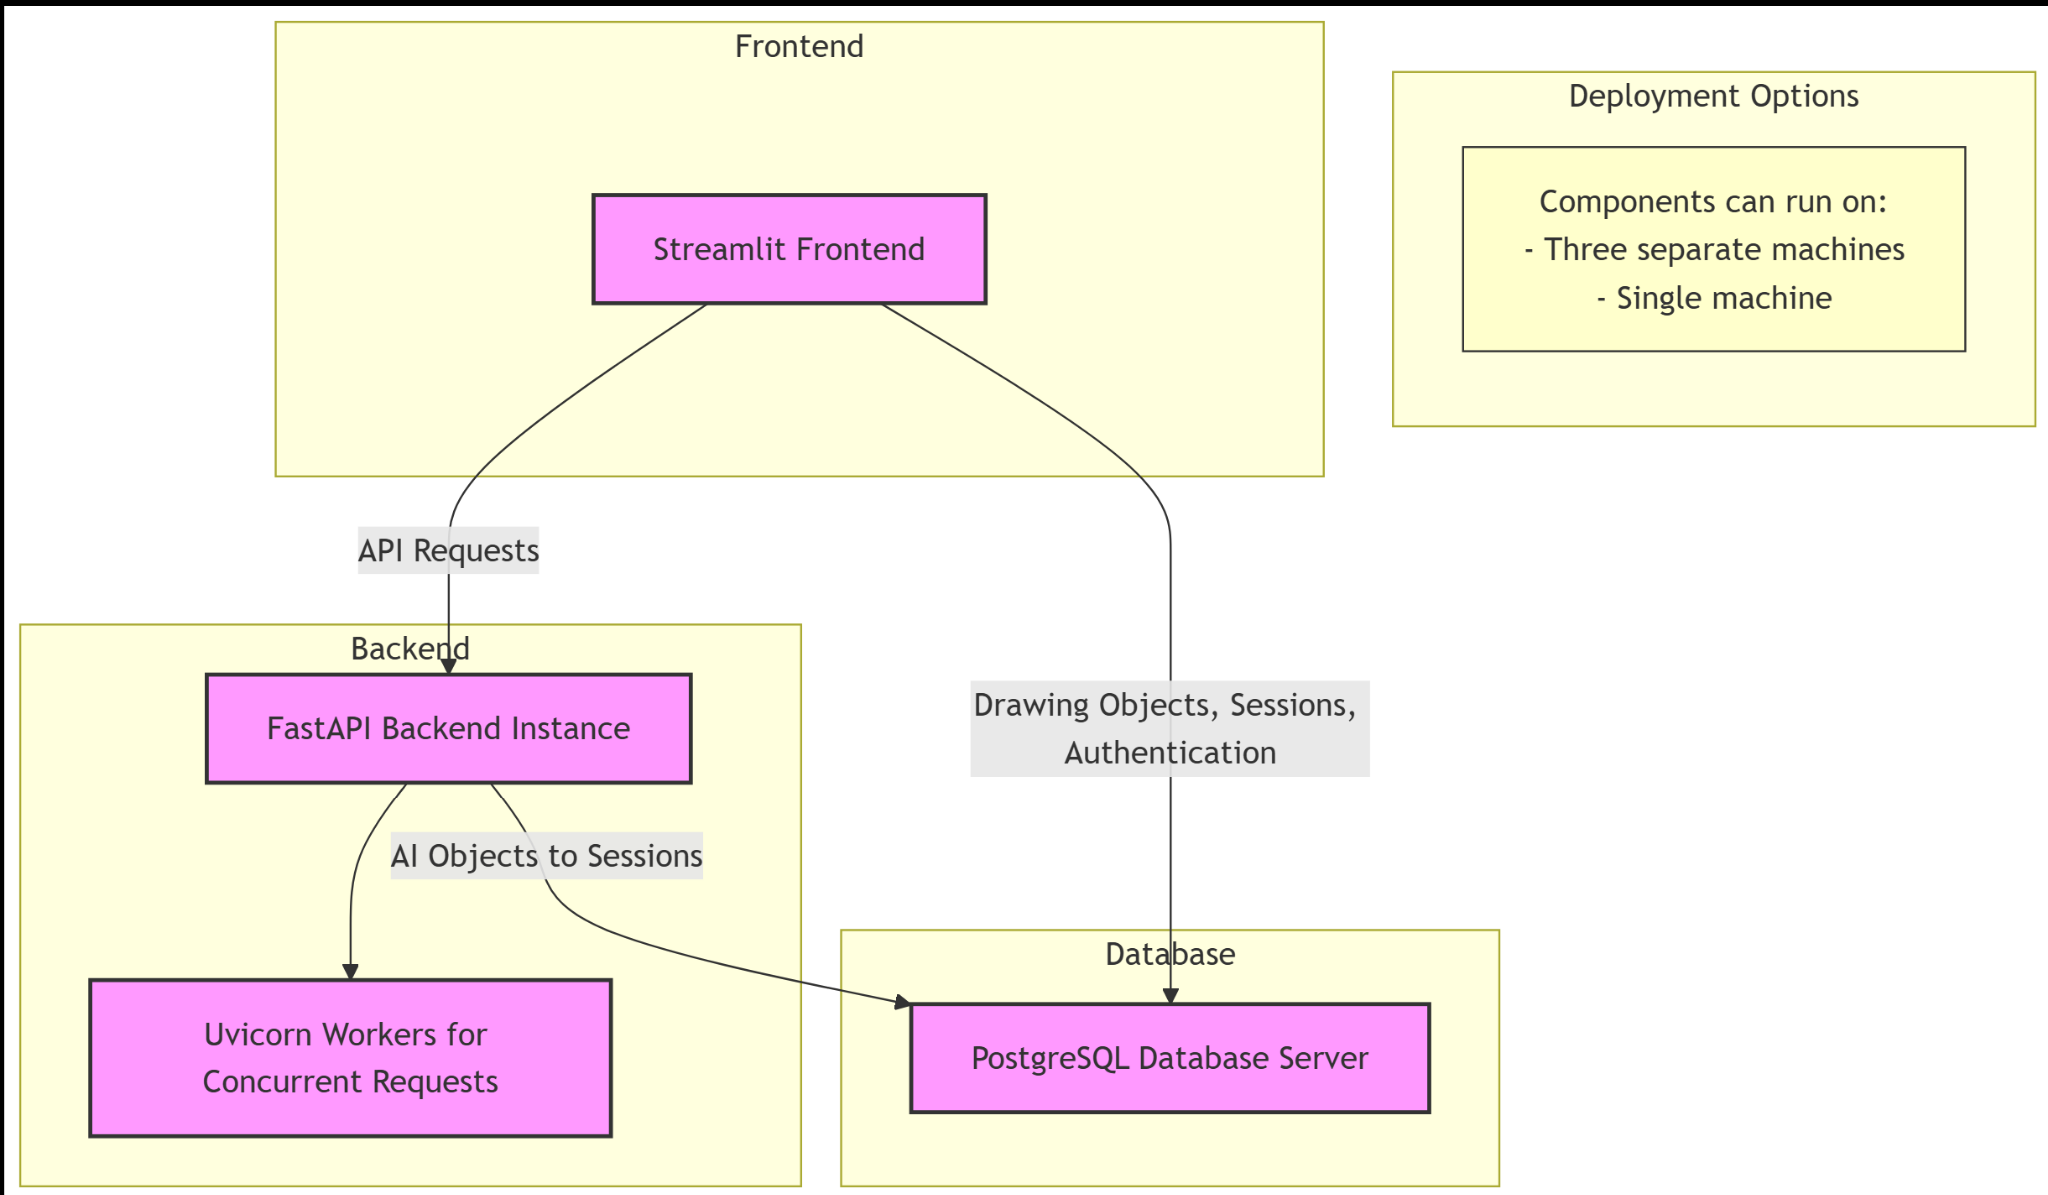 Frontend
Deployment Options
Components can run on:
- Three separate machines
- Single machine
Streamlit Frontend
API Requests
Backend
FastAPI Backend Instance
Drawing Objects, Sessions,
Authentication
AI Objects to Sessions
Database
Uvicorn Workers for
Concurrent Requests
PostgreSQL Database Server